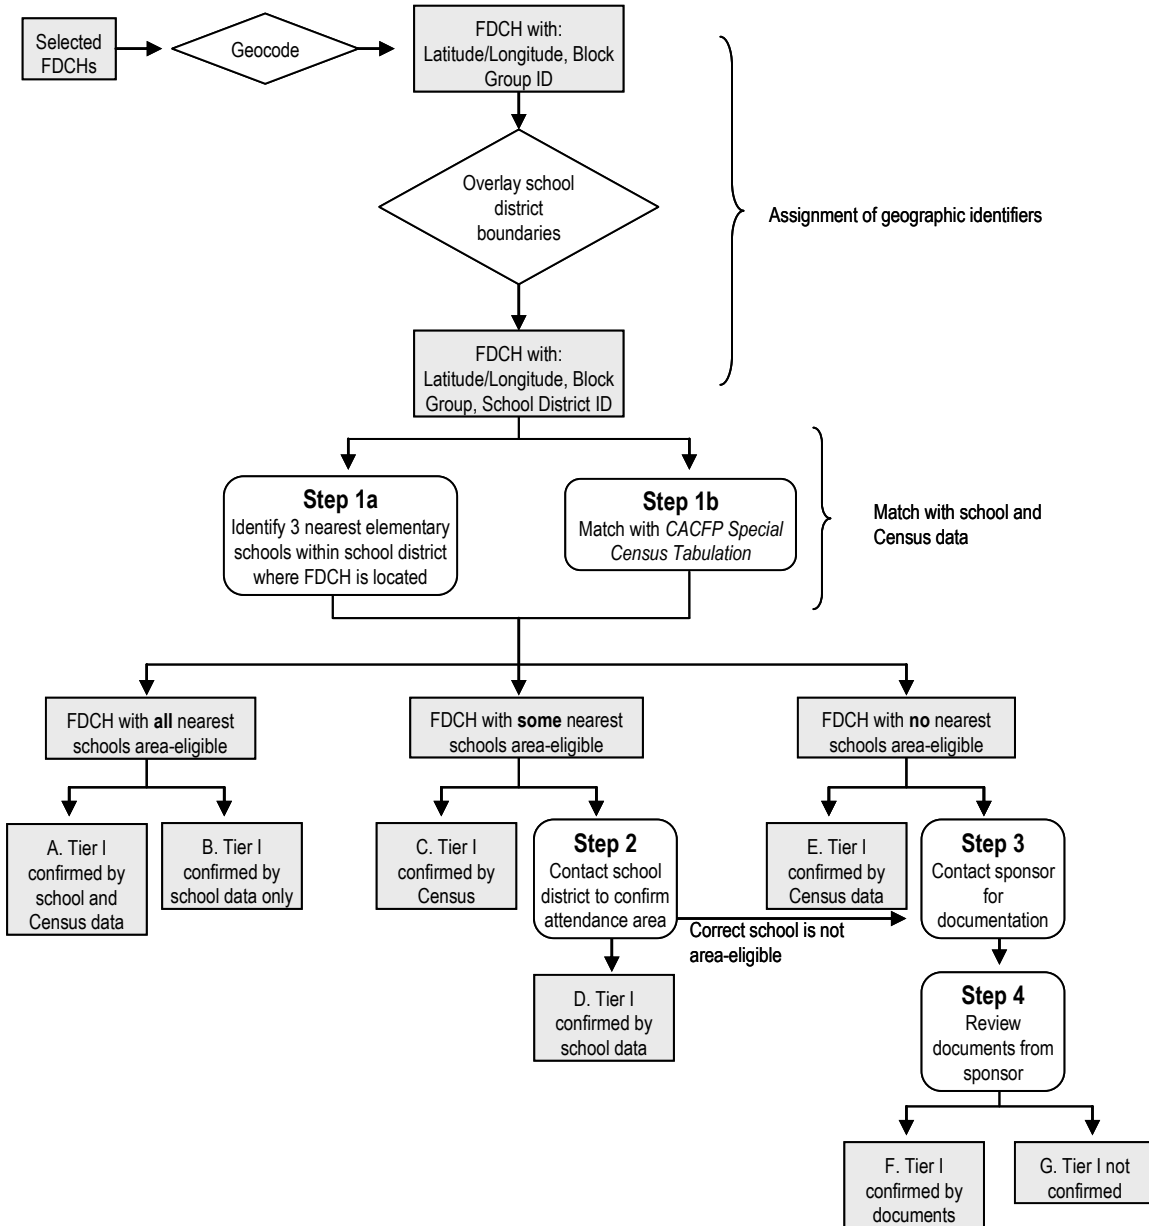 Selected
FDCHs
Geocode
FDCH with:
Latitude/Longitude, Block
Group ID
Overlay school
district
boundaries
Assignment of geographic identifiers
FDCH with:
Latitude/Longitude, Block
Group, School District ID
Step 1a
Identify 3 nearest elementary
schools within school district
where FDCH is located
Step 1b
Match with CACFP Special
Census Tabulation
Match with school and
Census data
FDCH with all nearest
schools area-eligible
FDCH with some nearest
schools area-eligible
FDCH with no nearest
schools area-eligible
A. Tier I
confirmed by
school and
Census data
B. Tier I
confirmed by
school data only
C. Tier I
confirmed by
Census
Step 2
Contact school
district to confirm
attendance area
E. Tier I
confirmed by
Census data
Step 3
Contact sponsor
for
documentation
Correct school is not
area-eligible
D. Tier I
confirmed by
school data
Step 4
Review
documents from
sponsor
F. Tier I
confirmed by
documents
G. Tier I not
confirmed